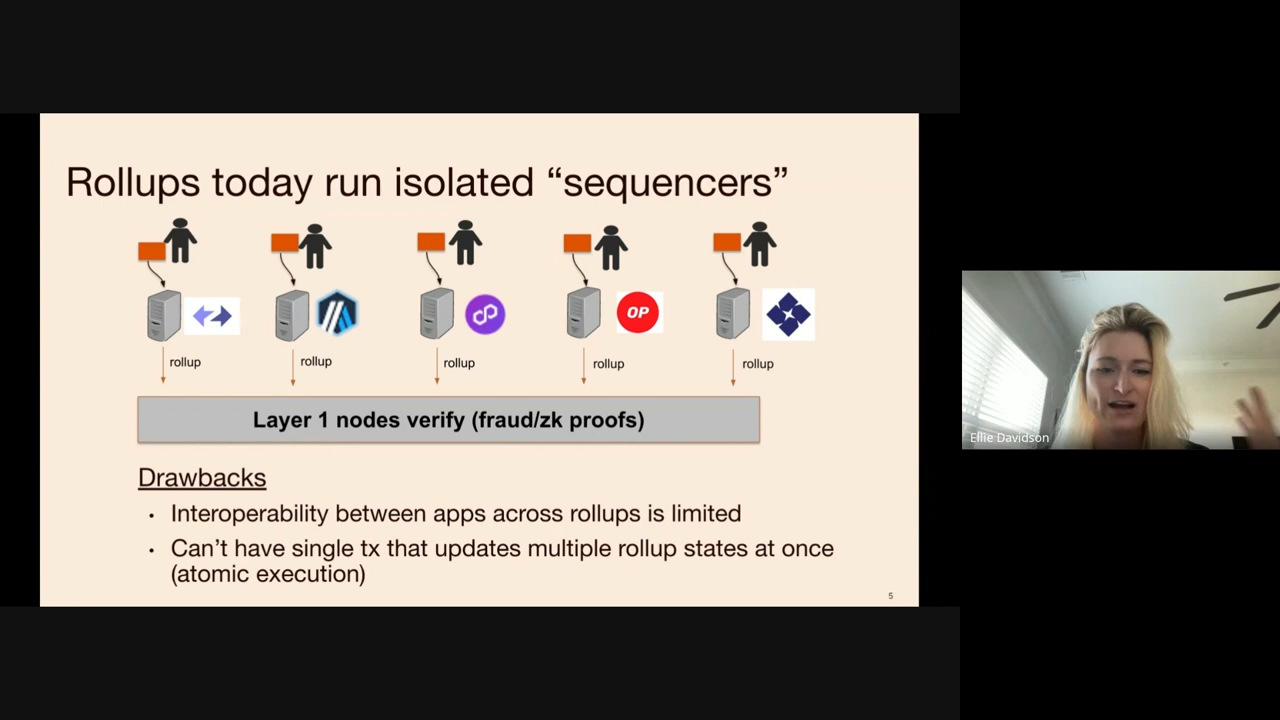 Rollups today run isolated “sequencers”
OP
rollup
rollup
rollup
rollup
rollup
Layer 1 nodes verify (fraud/zk proofs)
Drawbacks
• Interoperability between apps across rollups is limited
• Can’t have single tx that updates multiple rollup states at once
(atomic execution)
5
Ellie Davidson